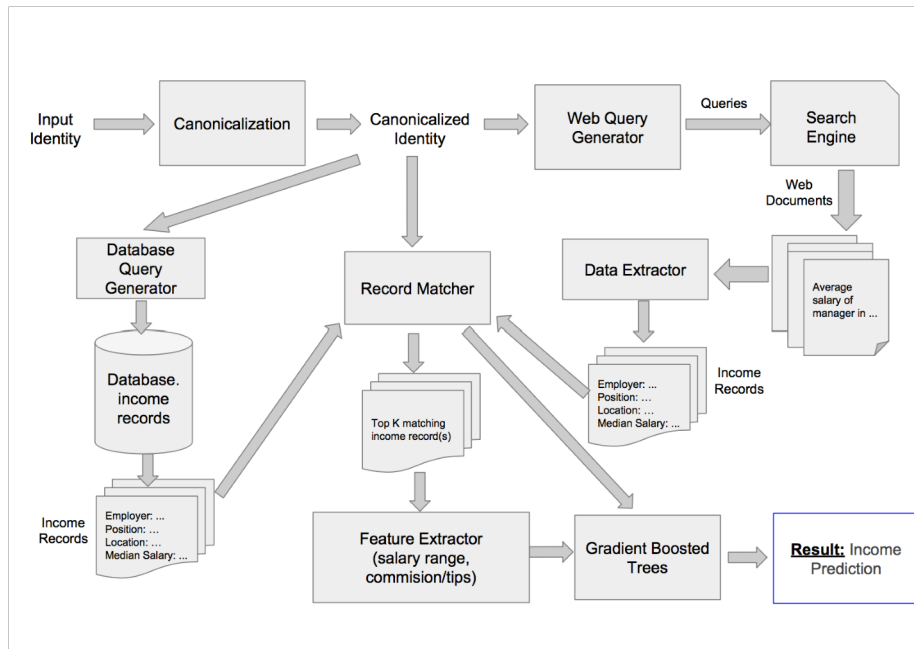 Input
Identity
Canonicalization
Canonicalized
Identity
Web Query
Generator
Queries
Search
Engine
Web
Documents
Database
Query
Generator
Record Matcher
Data Extractor
Average
salary of
manager in ...
Database.
income
records
Top K matching
income record(s)
Employer: ...
Position: ...
Location: ...
Median Salary: ...
Income
Records
Income
Records
Employer: ...
Position: ...
Location: ...
Median Salary: ...
Feature Extractor
(salary range,
commision/tips)
Gradient Boosted
Trees
Result: Income
Prediction